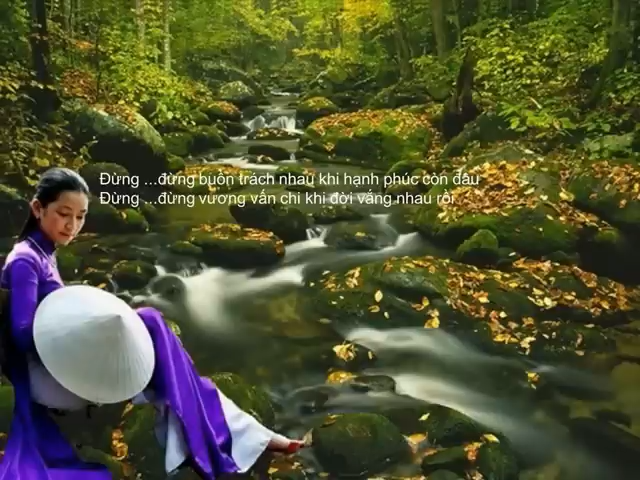 Đừng ...đừng buồn trách nhau khi hạnh phúc còn đâu
Đừng ...đừng vương vấn chi khi đời vắng nhau rồi